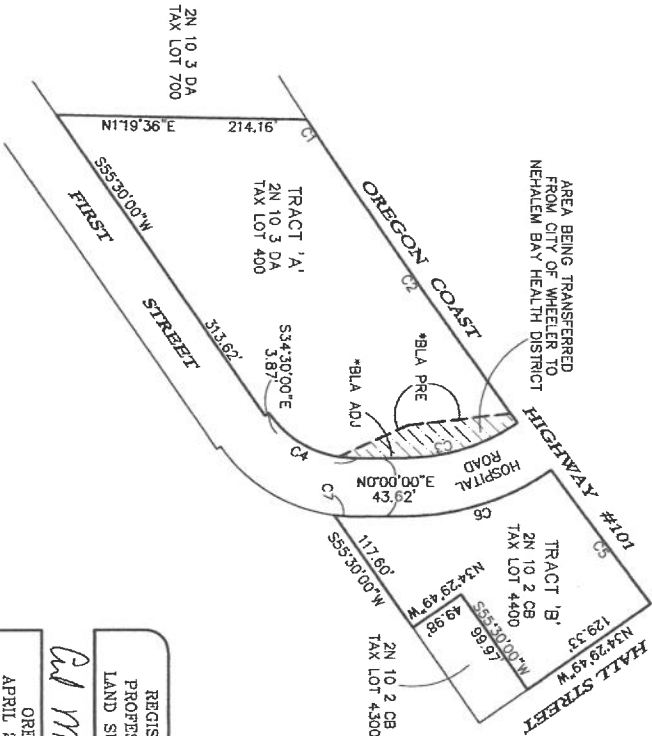 2N 10 3 DA
TAX LOT 700
N1°19'36"E 214.16'
C1
OREGON COAST
C2
TRACT 'A'
2N 10 3 DA
TAX LOT 400
S55°30'00"W 313.62'
FIRST
STREET
S34°30'00"E
3.87'
AREA BEING TRANSFERRED
FROM CITY OF WHEELER TO
NEHALEM BAY HEALTH DISTRICT
*BLA PRE
*BLA ADJ
C3
C4
N0°00'00"E
43.62'
HOSPITAL
ROAD
HIGHWAY #101
C6
C7
C5
TRACT 'B'
2N 10 2 CB
TAX LOT 4400
117.60'
S55°30'00"W
N34°29'49"W
49.98'
S55°30'00"W
99.97'
129.33'
N34°29'49"W
HALL STREET
2N 10 2 CB
TAX LOT 4300
REGIS
PROFES
LAND S
ORE
APRIL